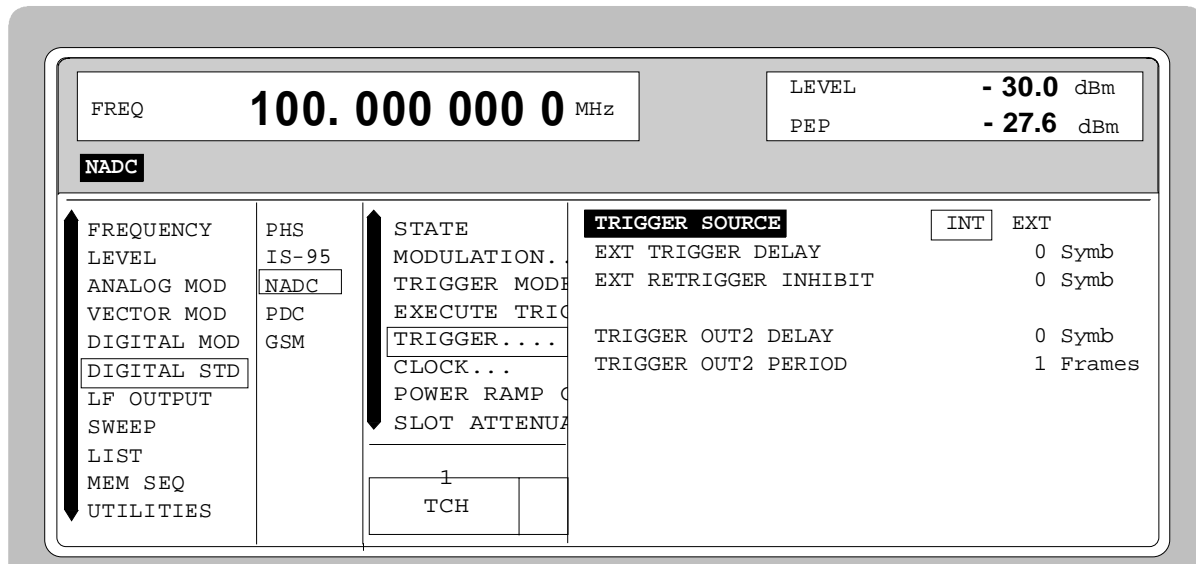 FREQ 100. 000 000 0 MHz
LEVEL - 30.0 dBm
PEP - 27.6 dBm
NADC
FREQUENCY
LEVEL
ANALOG MOD
VECTOR MOD
DIGITAL MOD
DIGITAL STD
LF OUTPUT
SWEEP
LIST
MEM SEQ
UTILITIES
PHS
IS-95
NADC
PDC
GSM
STATE
MODULATION..
TRIGGER MODE
EXECUTE TRIG
TRIGGER....
CLOCK...
POWER RAMP C
SLOT ATTENUA
1
TCH
TRIGGER SOURCE INT EXT
EXT TRIGGER DELAY 0 Symb
EXT RETRIGGER INHIBIT 0 Symb
TRIGGER OUT2 DELAY 0 Symb
TRIGGER OUT2 PERIOD 1 Frames